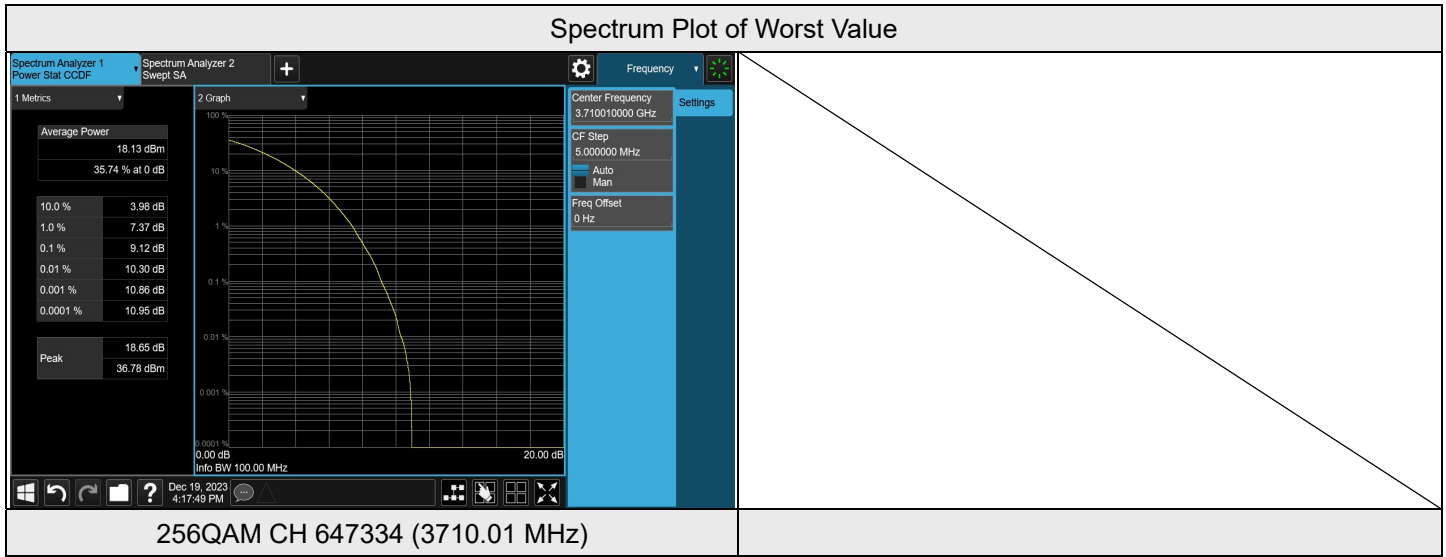 Spectrum Plot of Worst Value
Spectrum Analyzer 1
Power Stat CCDF
Spectrum Analyzer 2
Swept SA
+
Frequency
1 Metrics
2 Graph
Center Frequency
3.710010000 GHz
Settings
CF Step
5.000000 MHz
Auto
Man
Freq Offset
0 Hz
Average Power
18.13 dBm
35.74 % at 0 dB
10.0 % 3.98 dB
1.0 % 7.37 dB
0.1 % 9.12 dB
0.01 % 10.30 dB
0.001 % 10.86 dB
0.0001 % 10.95 dB
Peak
18.65 dB
36.78 dBm
100 %
10 %
1 %
0.1 %
0.01 %
0.001 %
0.0001 %
0.00 dB
20.00 dB
Info BW 100.00 MHz
?
Dec 19, 2023
4:17:49 PM
256QAM CH 647334 (3710.01 MHz)